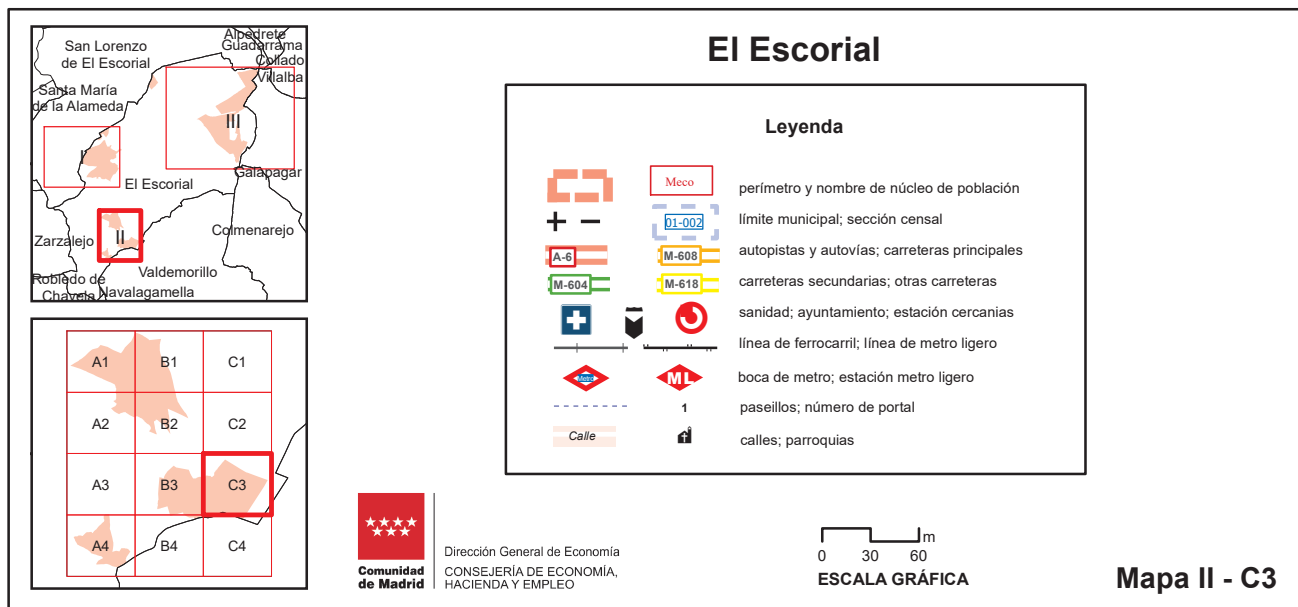 San Lorenzo
de El Escorial
Alpedrete
Guadarrama
Collado
Villalba
Santa María
de la Alameda
III
I
El Escorial
Galapagar
II
Zarzalejo
Colmenarejo
Valdemorillo
Robledo de
Chavela
Navalagamella
A1 B1 C1
A2 B2 C2
A3 B3 C3
A4 B4 C4
El Escorial
Leyenda
Meco
perímetro y nombre de núcleo de población
01-002
límite municipal; sección censal
A-6 M-608
autopistas y autovías; carreteras principales
M-604 M-618
carreteras secundarias; otras carreteras
sanidad; ayuntamiento; estación cercanias
línea de ferrocarril; línea de metro ligero
Metro ML
boca de metro; estación metro ligero
1
paseillos; número de portal
Calle
calles; parroquias
Comunidad
de Madrid
Dirección General de Economía
CONSEJERÍA DE ECONOMÍA,
HACIENDA Y EMPLEO
m
0 30 60
ESCALA GRÁFICA
Mapa II - C3